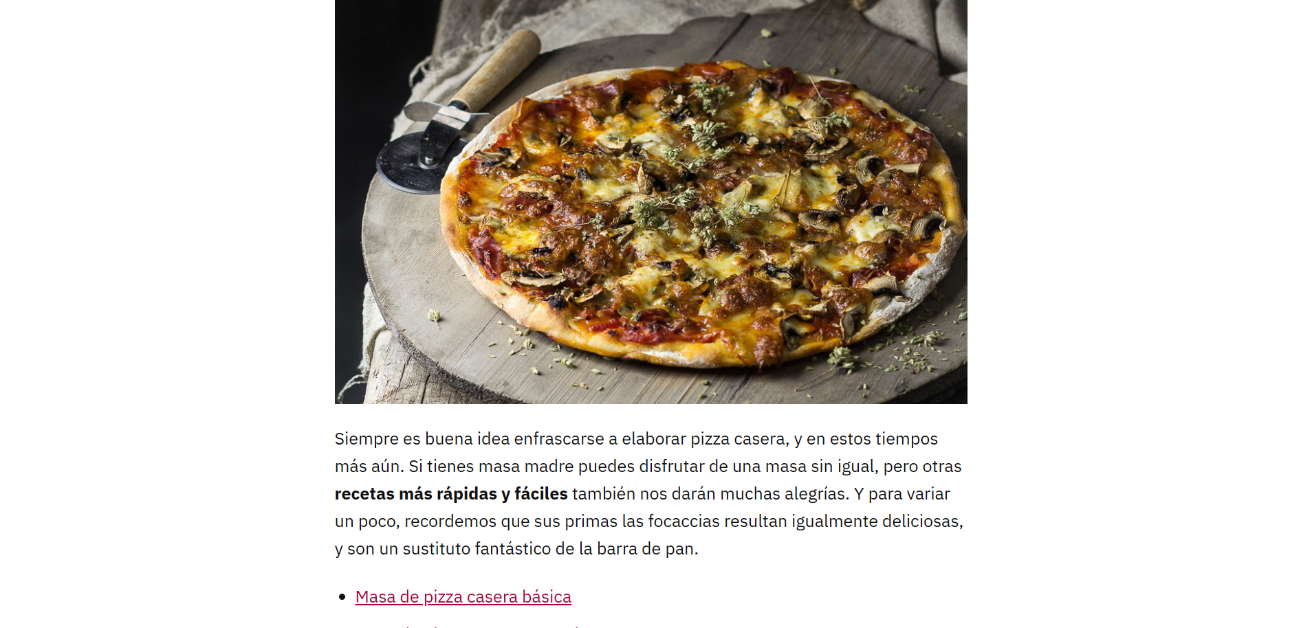 Siempre es buena idea enfrascarse a elaborar pizza casera, y en estos tiempos
más aún. Si tienes masa madre puedes disfrutar de una masa sin igual, pero otras
recetas más rápidas y fáciles también nos darán muchas alegrías. Y para variar
un poco, recordemos que sus primas las focaccias resultan igualmente deliciosas,
y son un sustituto fantástico de la barra de pan.
Masa de pizza casera básica